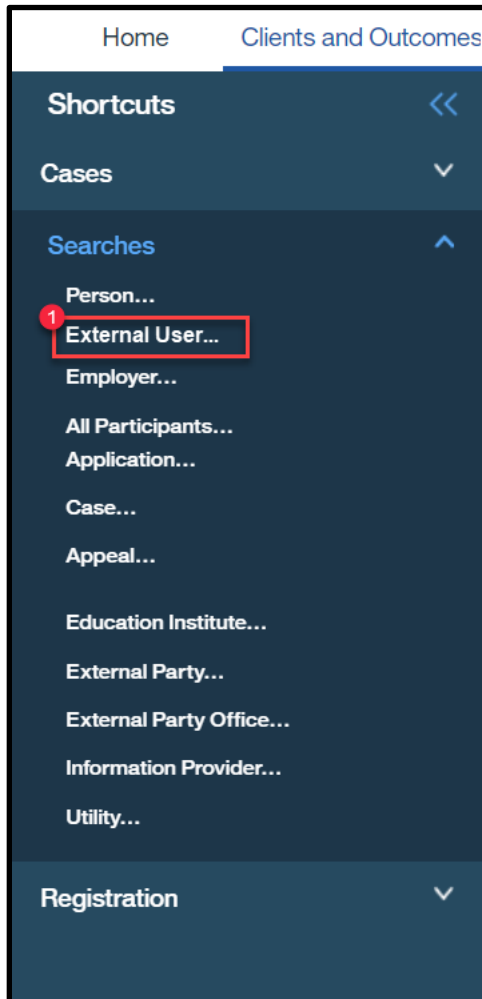 Home Clients and Outcomes
Shortcuts
Cases
Searches
Person...
1
External User...
Employer...
All Participants...
Application...
Case...
Appeal...
Education Institute...
External Party...
External Party Office...
Information Provider...
Utility...
Registration